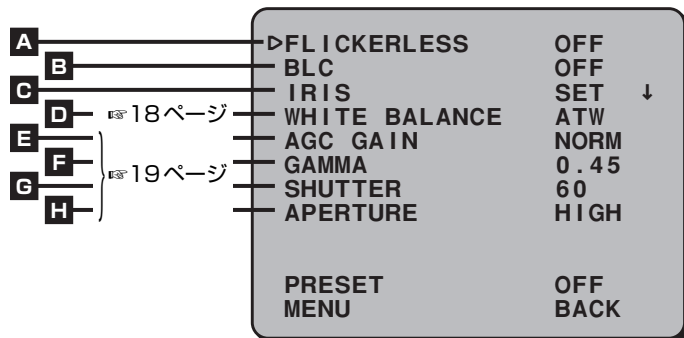 A ▷FLICKERLESS OFF
B BLC OFF
C IRIS SET ↓
D ☞18ページ WHITE BALANCE ATW
E AGC GAIN NORM
F ☞19ページ GAMMA 0.45
G SHUTTER 60
H APERTURE HIGH
PRESET OFF
MENU BACK